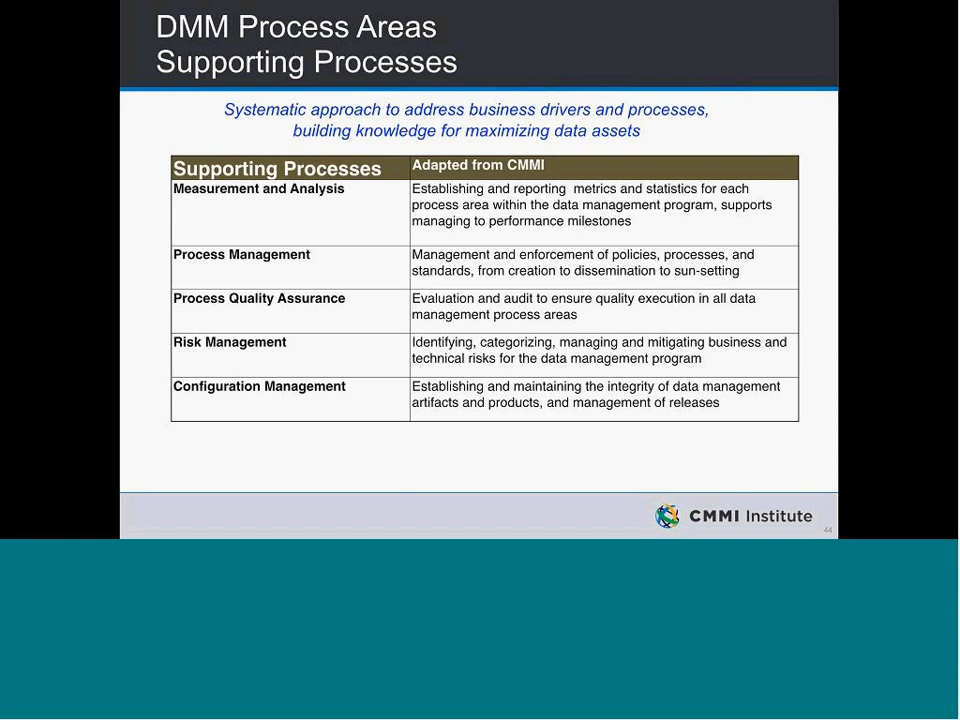 DMM Process Areas
Supporting Processes
Systematic approach to address business drivers and processes,
building knowledge for maximizing data assets
Supporting Processes
Adapted from CMMI
Measurement and Analysis
Establishing and reporting metrics and statistics for each
process area within the data management program, supports
managing to performance milestones
Process Management
Management and enforcement of policies, processes, and
standards, from creation to dissemination to sun-setting
Process Quality Assurance
Evaluation and audit to ensure quality execution in all data
management process areas
Risk Management
Identifying, categorizing, managing and mitigating business and
technical risks for the data management program
Configuration Management
Establishing and maintaining the integrity of data management
artifacts and products, and management of releases
CMMI Institute
44